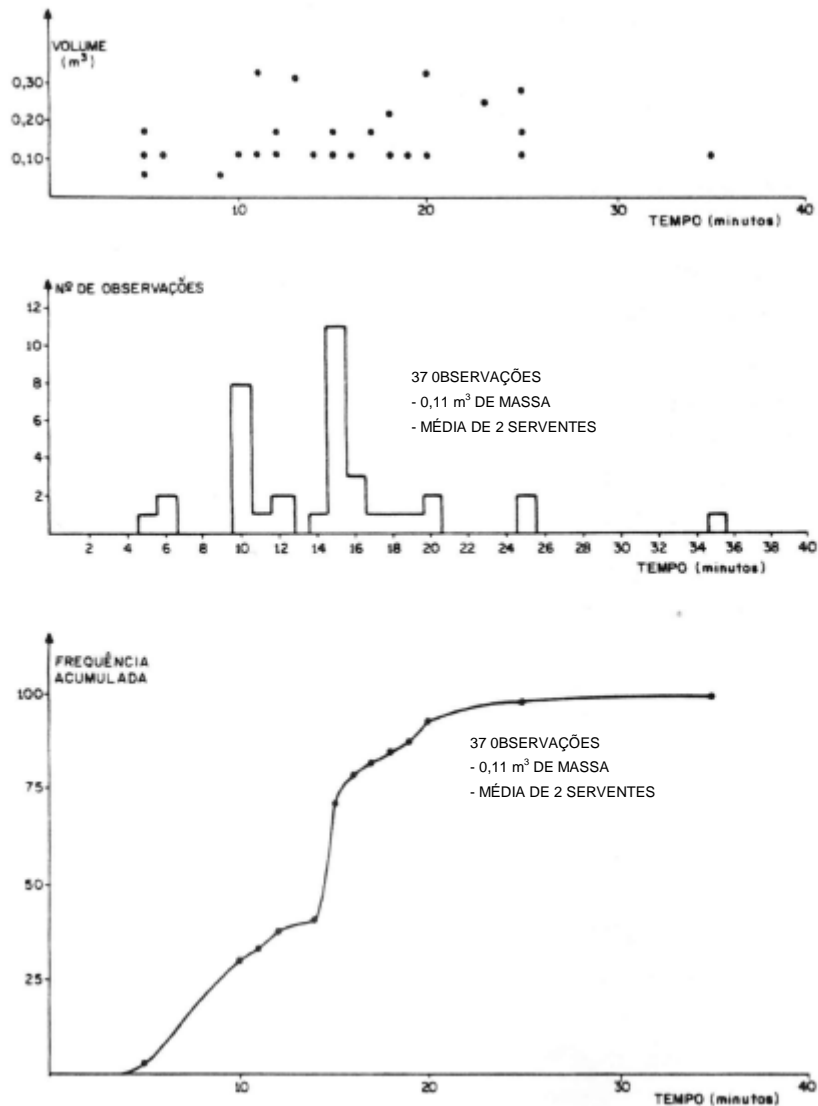 VOLUME
(m³)
0,30
0,20
0,10
10 20 30 40
TEMPO (minutos)
Nº DE OBSERVAÇÕES
12
10
8
6
4
2
37 0BSERVAÇÕES
- 0,11 m³ DE MASSA
- MÉDIA DE 2 SERVENTES
2 4 6 8 10 12 14 16 18 20 22 24 26 28 30 32 34 36 38 40
TEMPO (minutos)
FREQUÊNCIA
ACUMULADA
100
75
50
25
37 0BSERVAÇÕES
- 0,11 m³ DE MASSA
- MÉDIA DE 2 SERVENTES
10 20 30 40
TEMPO (minutos)